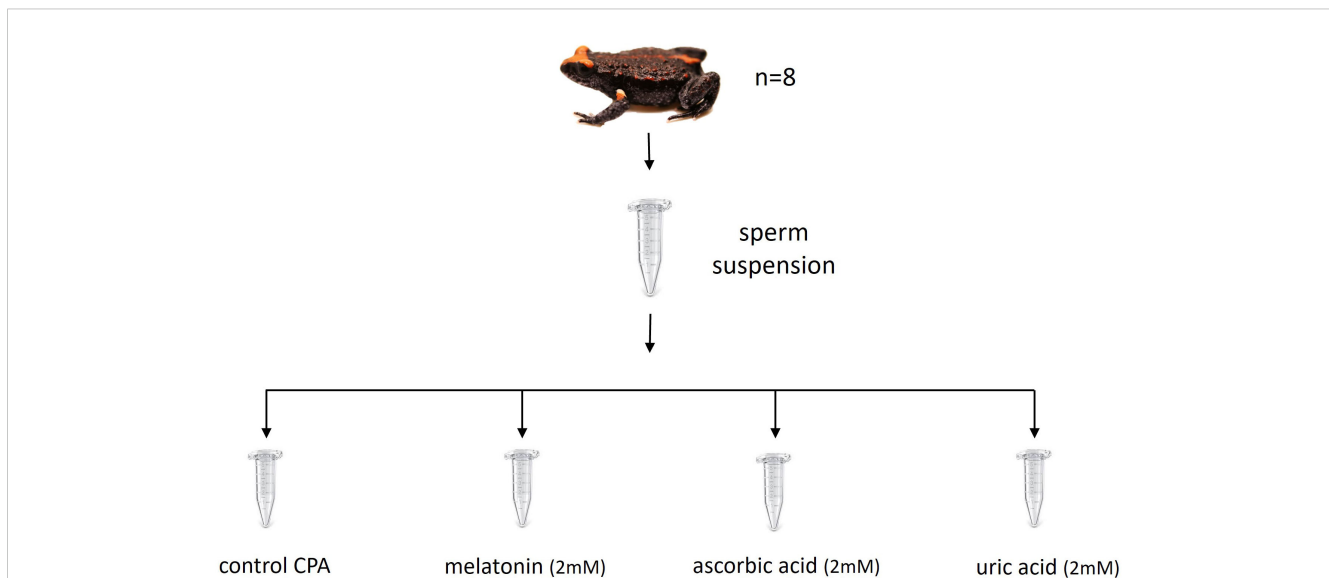 n=8
sperm
suspension
control CPA
melatonin (2mM)
ascorbic acid (2mM)
uric acid (2mM)